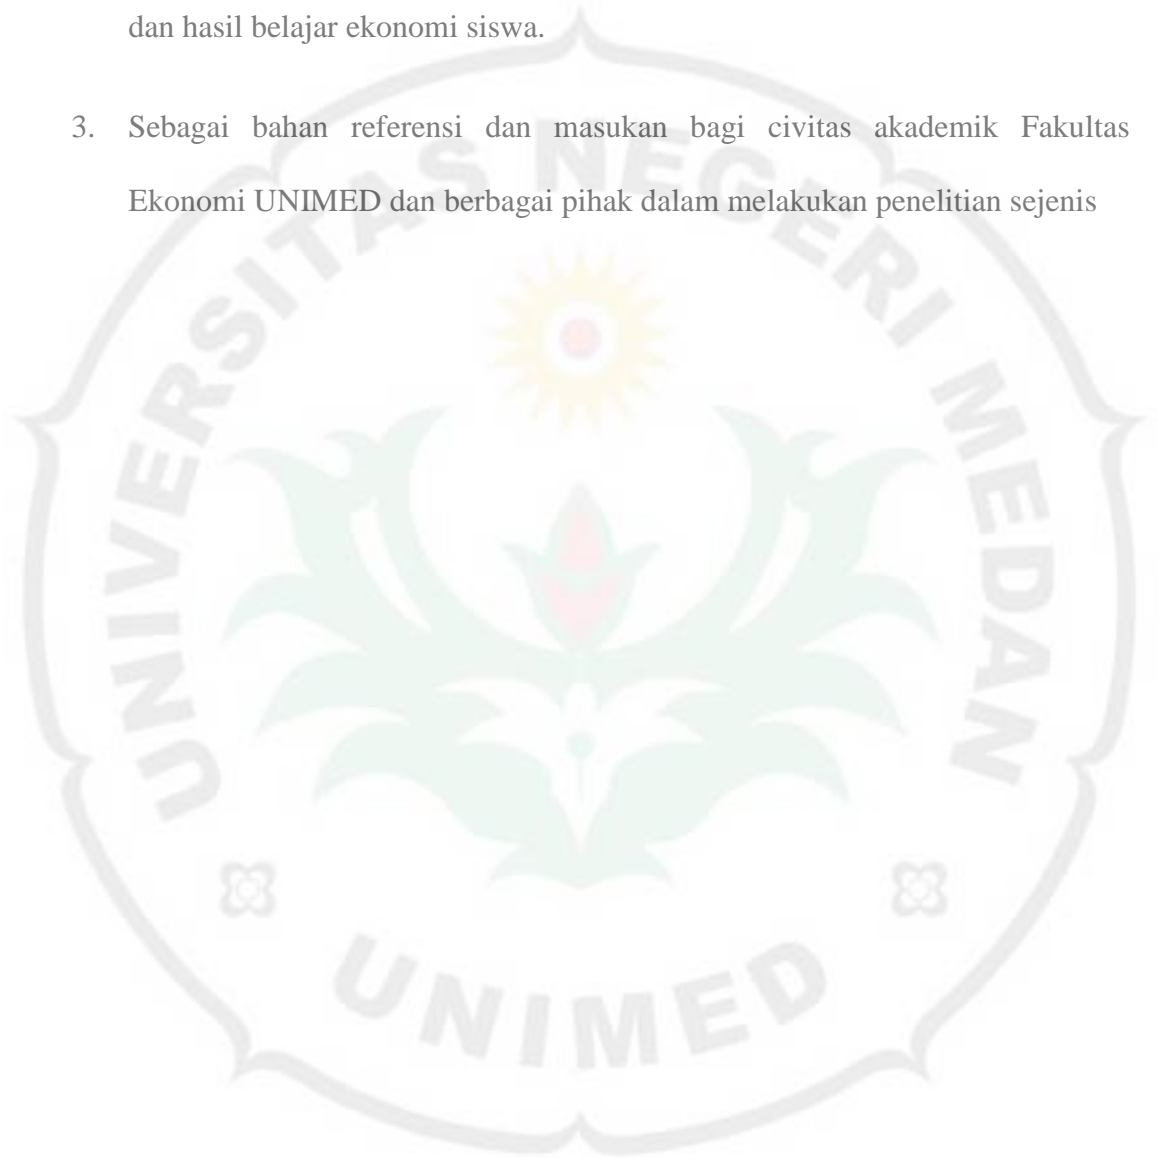 dan hasil belajar ekonomi siswa.
3. Sebagai bahan referensi dan masukan bagi civitas akademik Fakultas
Ekonomi UNIMED dan berbagai pihak dalam melakukan penelitian sejenis
UNIVERSITAS NEGERI MEDAN
UNIMED